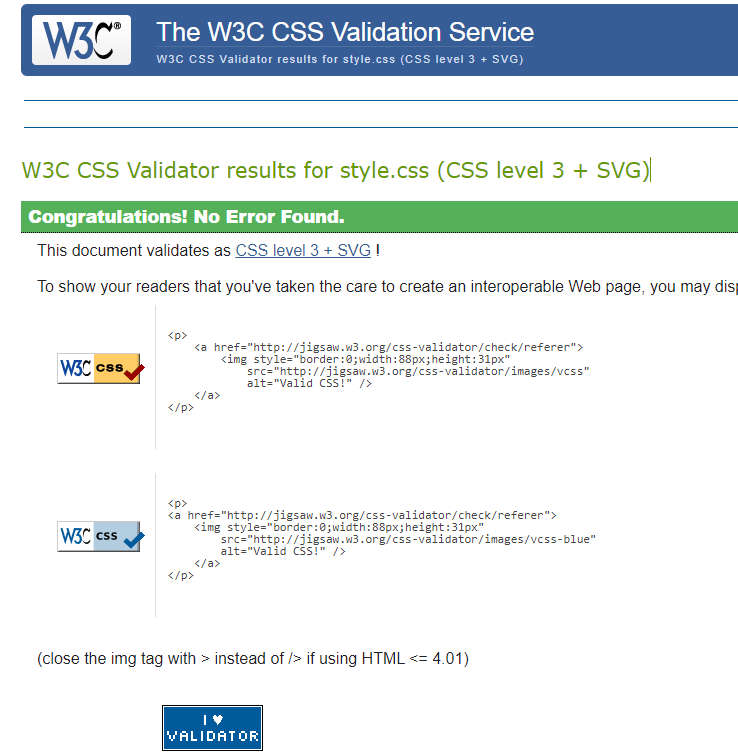 W3C®
The W3C CSS Validation Service
W3C CSS Validator results for style.css (CSS level 3 + SVG)
W3C CSS Validator results for style.css (CSS level 3 + SVG)
Congratulations! No Error Found.
This document validates as CSS level 3 + SVG !
To show your readers that you've taken the care to create an interoperable Web page, you may disp
<p>
<a href="http://jigsaw.w3.org/css-validator/check/referer">
<img style="border:0;width:88px;height:31px"
src="http://jigsaw.w3.org/css-validator/images/vcss"
alt="Valid CSS!" />
</a>
</p>
W3C css
<p>
<a href="http://jigsaw.w3.org/css-validator/check/referer">
<img style="border:0;width:88px;height:31px"
src="http://jigsaw.w3.org/css-validator/images/vcss-blue"
alt="Valid CSS!" />
</a>
</p>
W3C css
(close the img tag with > instead of /> if using HTML <= 4.01)
I ♥
VALIDATOR